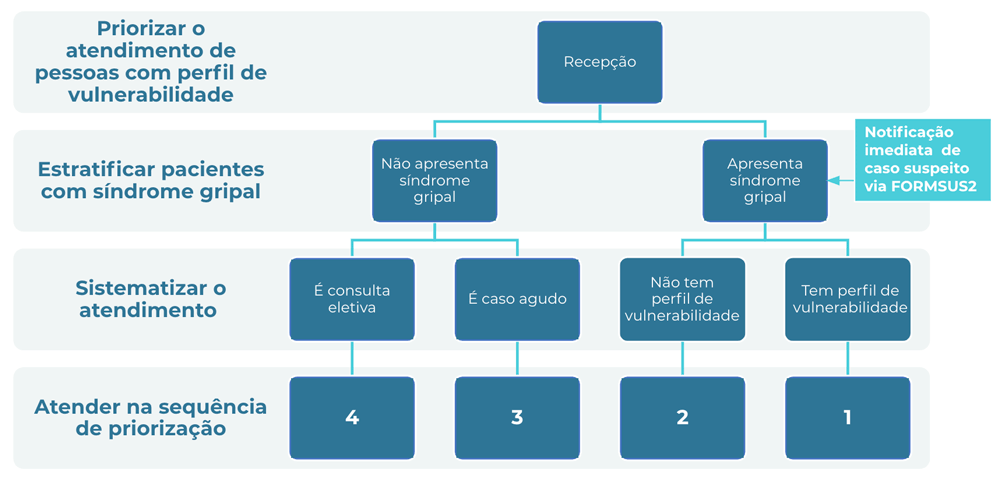 Priorizar o
atendimento de
pessoas com perfil de
vulnerabilidade
Recepção
Estratificar pacientes
com síndrome gripal
Não apresenta
síndrome
gripal
Apresenta
síndrome
gripal
Notificação
imediata de
caso suspeito
via FORMSUS2
Sistematizar o
atendimento
É consulta
eletiva
É caso agudo
Não tem
perfil de
vulnerabilidade
Tem perfil de
vulnerabilidade
Atender na sequência
de priorização
4
3
2
1